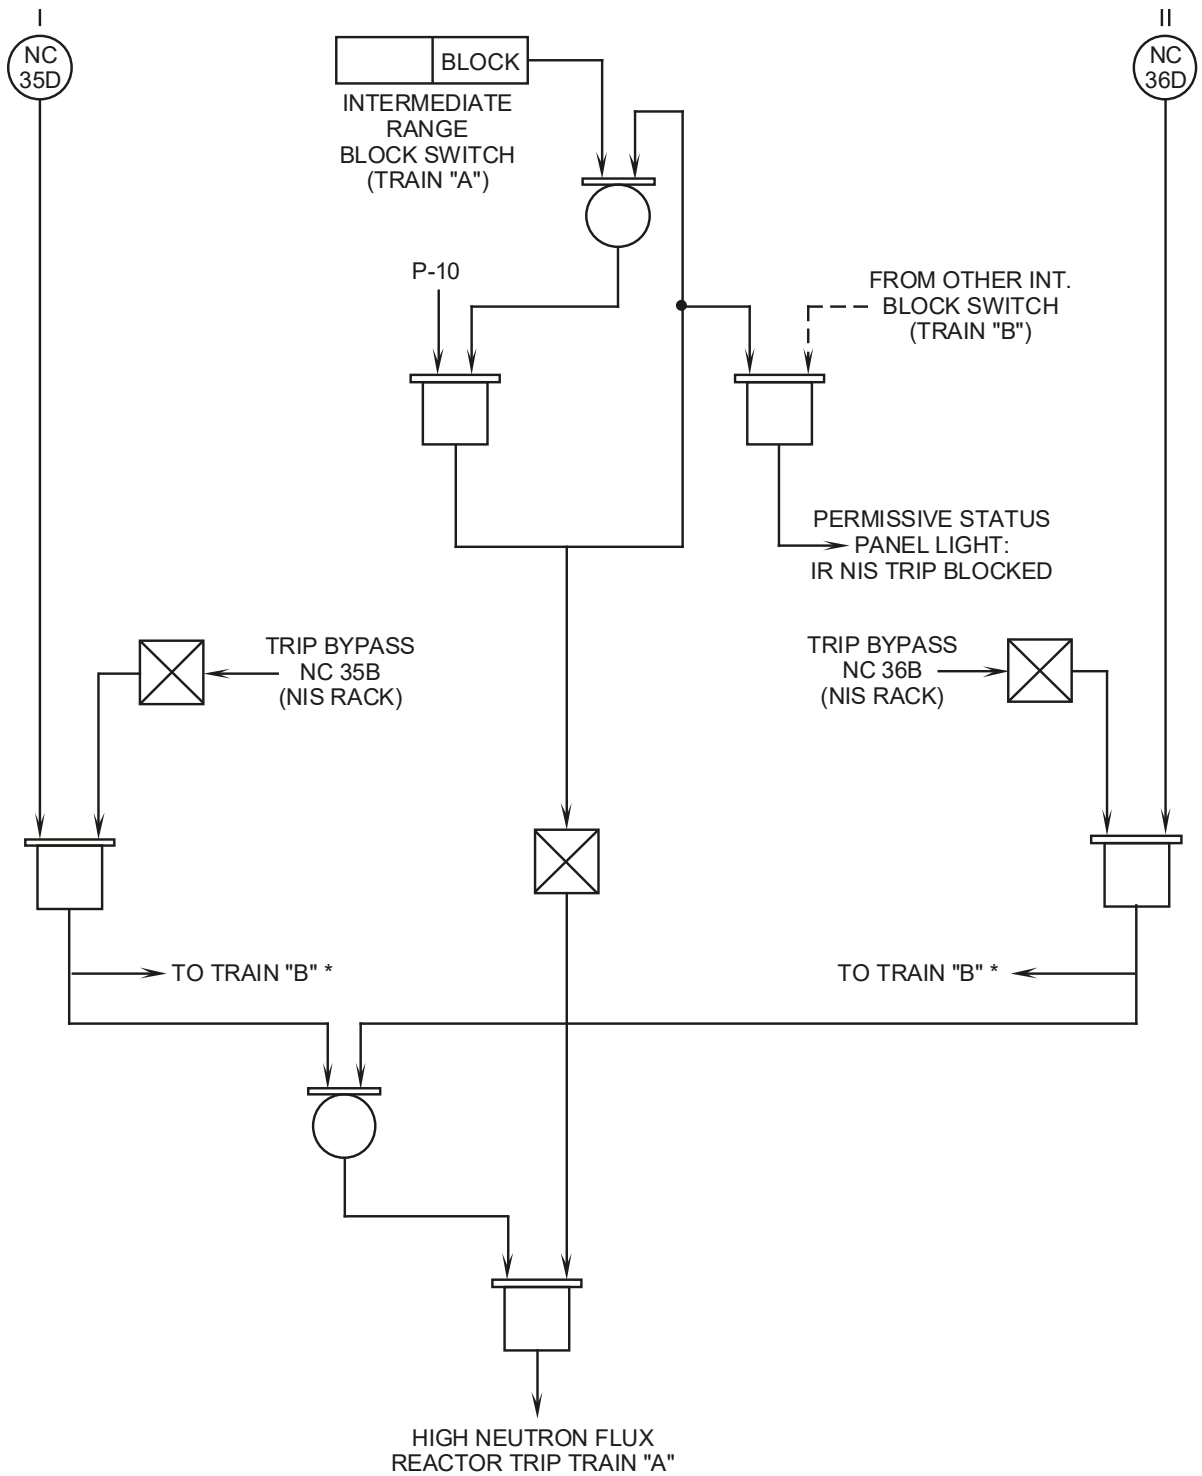 I
NC
35D
BLOCK
INTERMEDIATE
RANGE
BLOCK SWITCH
(TRAIN "A")
II
NC
36D
P-10
FROM OTHER INT.
BLOCK SWITCH
(TRAIN "B")
PERMISSIVE STATUS
PANEL LIGHT:
IR NIS TRIP BLOCKED
TRIP BYPASS
NC 35B
(NIS RACK)
TRIP BYPASS
NC 36B
(NIS RACK)
TO TRAIN "B" *
TO TRAIN "B" *
HIGH NEUTRON FLUX
REACTOR TRIP TRAIN "A"